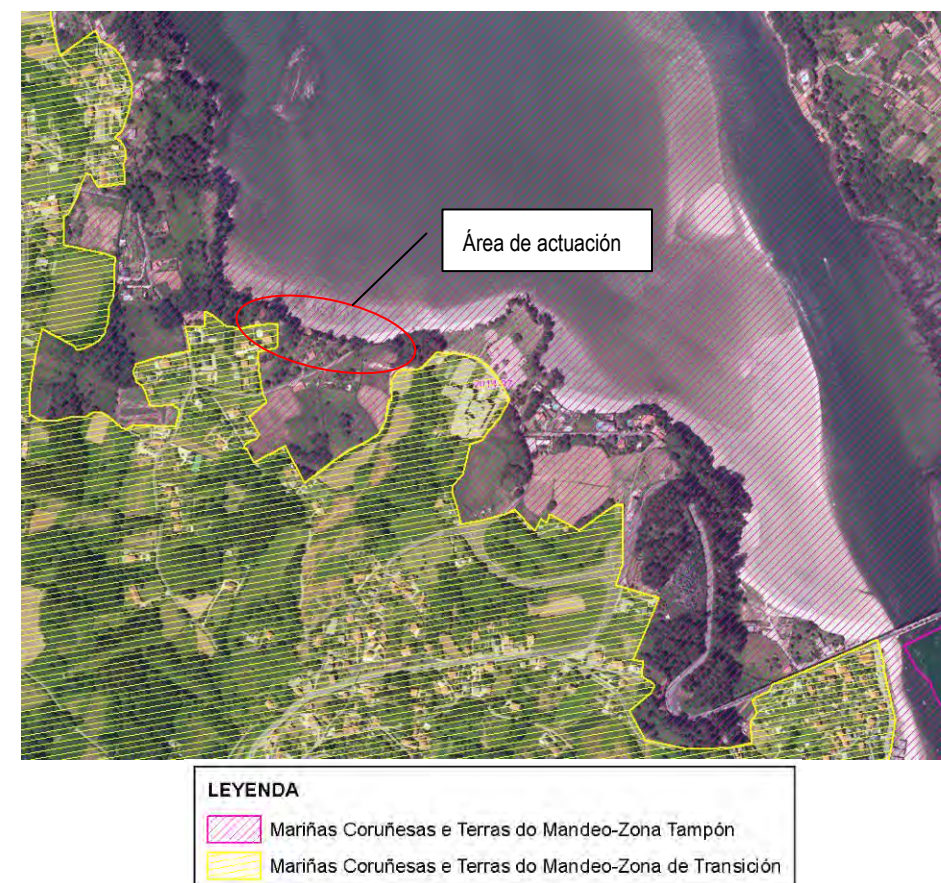 Área de actuación
LEYENDA
Mariñas Coruñesas e Terras do Mandeo-Zona Tampón
Mariñas Coruñesas e Terras do Mandeo-Zona de Transición